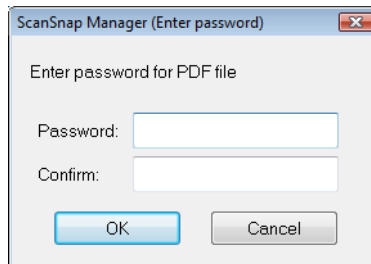 ScanSnap Manager (Enter password)
Enter password for PDF file
Password:
Confirm:
OK
Cancel